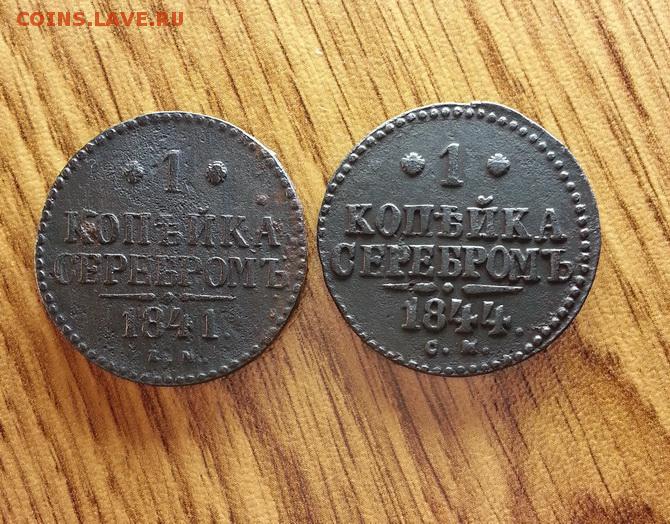 COINS.LAVE.RU
1
КОПѢЙКА
СЕРЕБРОМЪ
1841.
1
КОПѢЙКА
СЕРЕБРОМЪ
1844.
С.М.